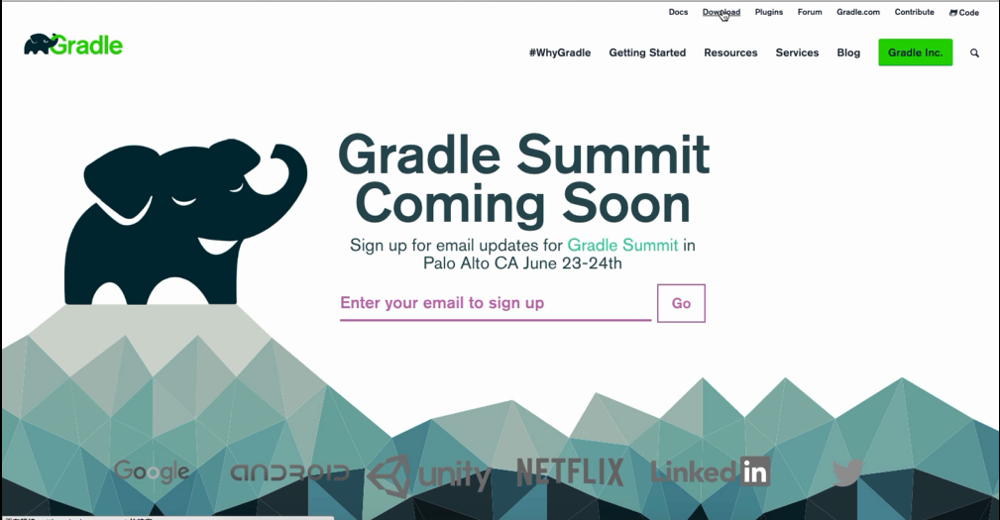 Docs Download Plugins Forum Gradle.com Contribute Code
Gradle
#WhyGradle Getting Started Resources Services Blog Gradle Inc.
Gradle Summit
Coming Soon
Sign up for email updates for Gradle Summit in
Palo Alto CA June 23-24th
Enter your email to sign up Go
Google android unity NETFLIX Linked in